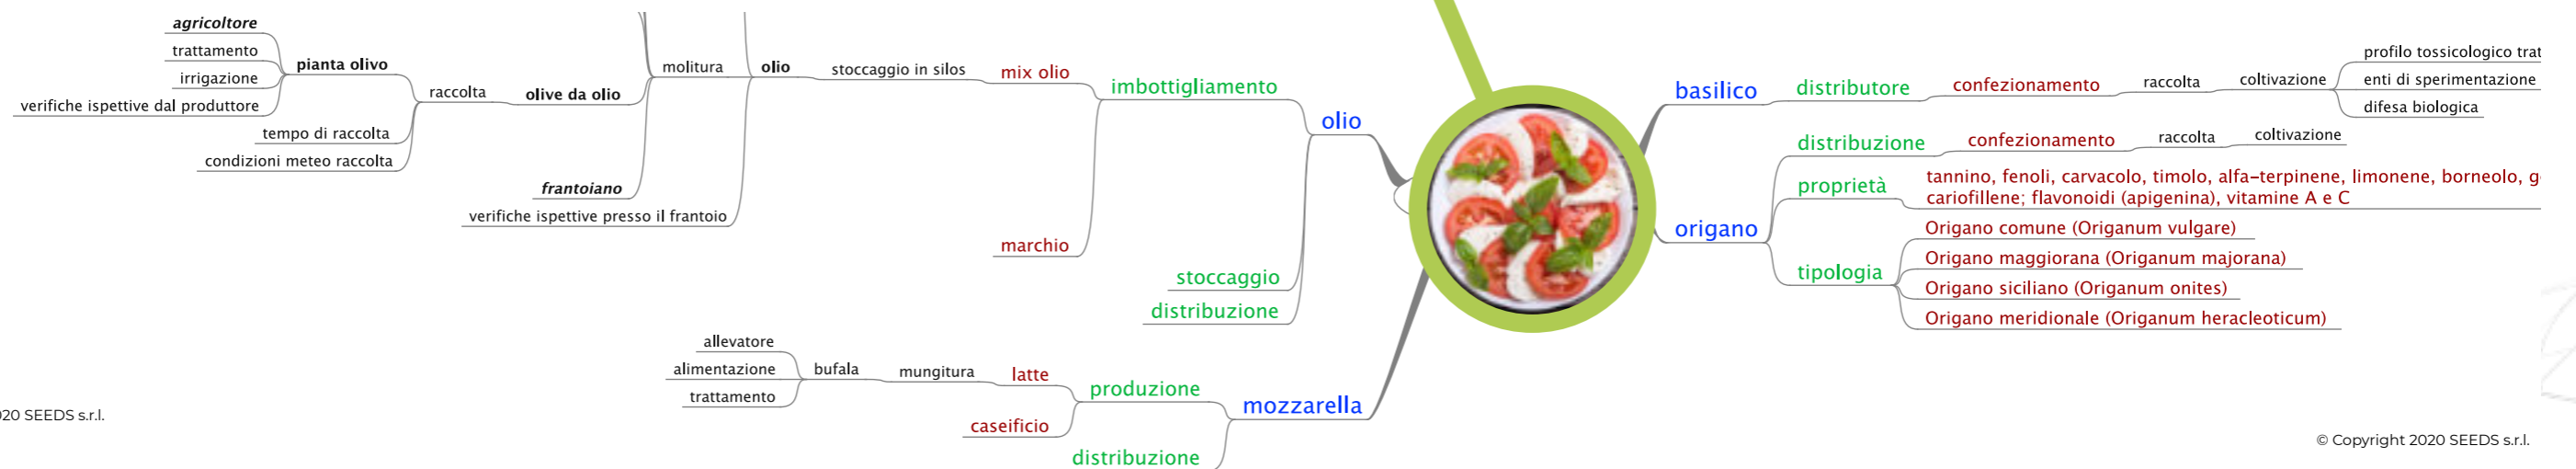 agricoltore
trattamento
irrigazione
verifiche ispettive dal produttore
pianta olivo
tempo di raccolta
condizioni meteo raccolta
raccolta
olive da olio
frantoiano
verifiche ispettive presso il frantoio
molitura
olio
stoccaggio in silos
mix olio
marchio
imbottigliamento
stoccaggio
distribuzione
olio
allevatore
alimentazione
trattamento
bufala
mungitura
latte
caseificio
produzione
distribuzione
mozzarella
basilico
distributore
confezionamento
raccolta
coltivazione
profilo tossicologico trat
enti di sperimentazione
difesa biologica
origano
distribuzione
confezionamento
raccolta
coltivazione
proprietà
tannino, fenoli, carvacolo, timolo, alfa-terpinene, limonene, borneolo,
cariofillene; flavonoidi (apigenina), vitamine A e C
tipologia
Origano comune (Origanum vulgare)
Origano maggiorana (Origanum majorana)
Origano siciliano (Origanum onites)
Origano meridionale (Origanum heracleoticum)
20 SEEDS s.r.l.
© Copyright 2020 SEEDS s.r.l.